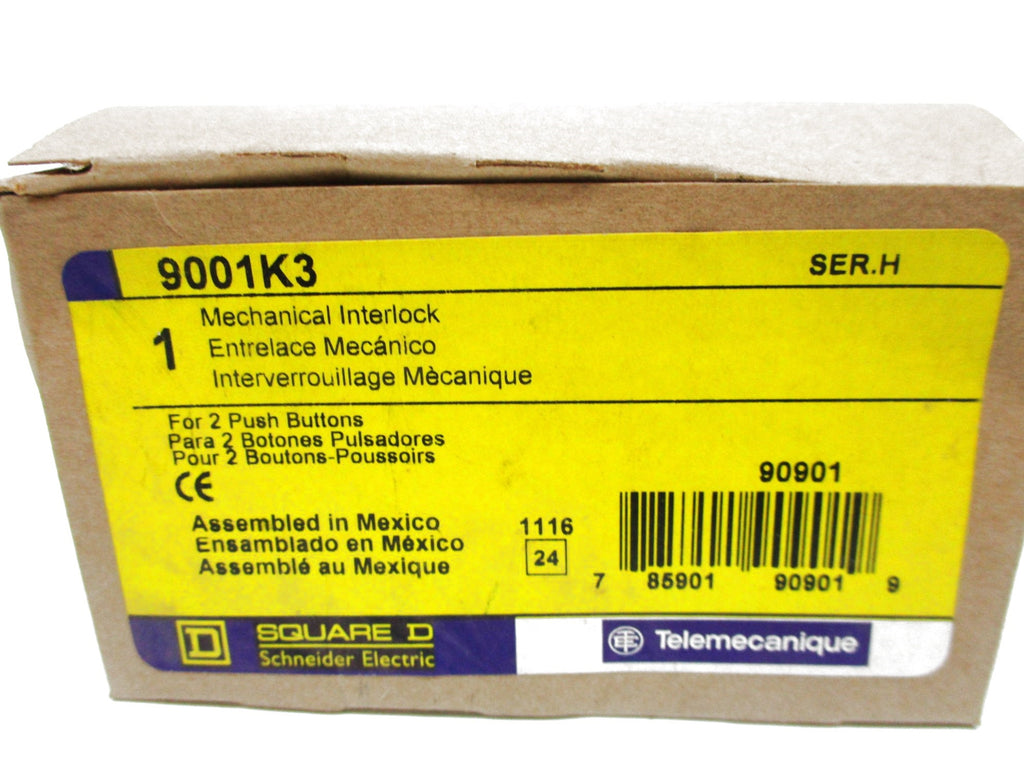 9001K3
SER.H
1
Mechanical Interlock
Entrelace Mecánico
Interverrouillage Mècanique
For 2 Push Buttons
Para 2 Botones Pulsadores
Pour 2 Boutons-Poussoirs
CE
90901
Assembled in Mexico
Ensamblado en México
Assemblé au Mexique
1116
24
7 85901 90901 9
D
SQUARE D
Schneider Electric
TE
Telemecanique